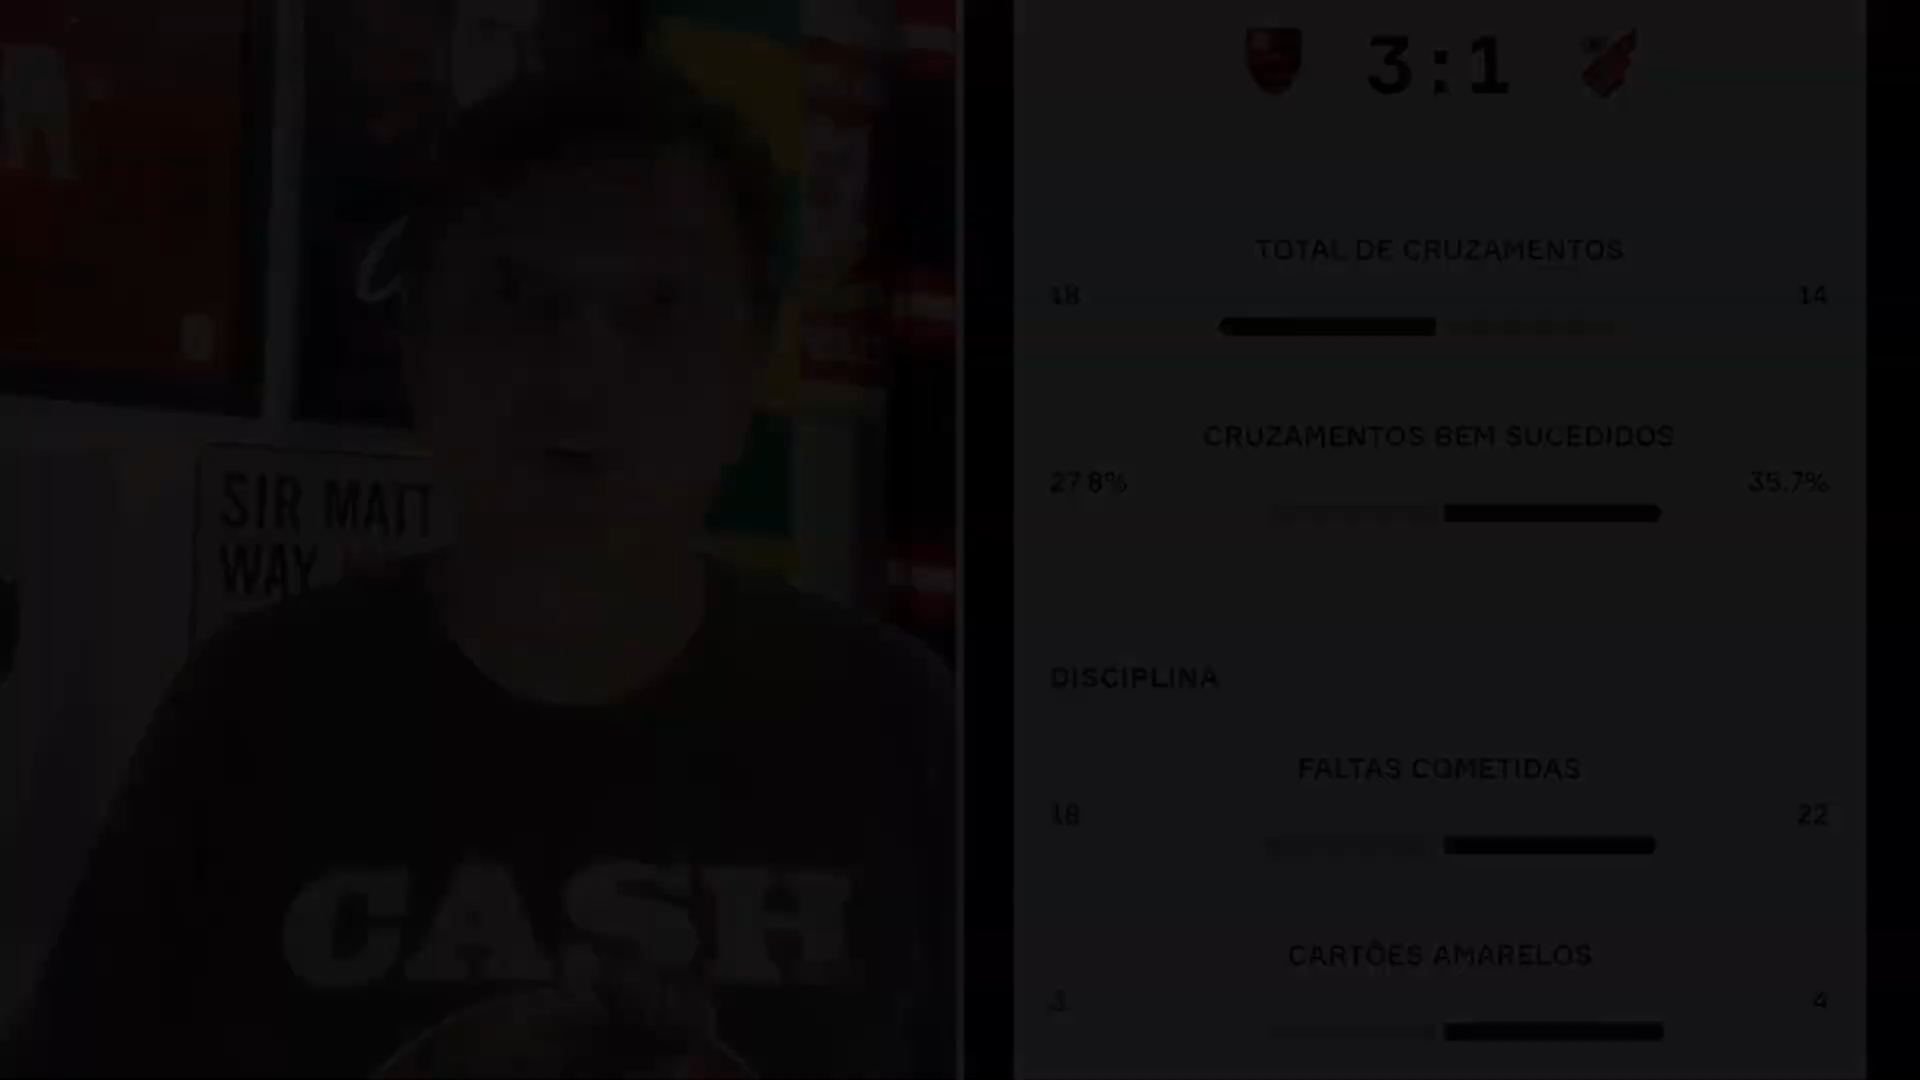 SIR MATT
WAY
CASH
3:1
TOTAL DE CRUZAMENTOS
18 14
CRUZAMENTOS BEM SUCEDIDOS
27.8% 35.7%
DISCIPLINA
FALTAS COMETIDAS
18 22
CARTÕES AMARELOS
4